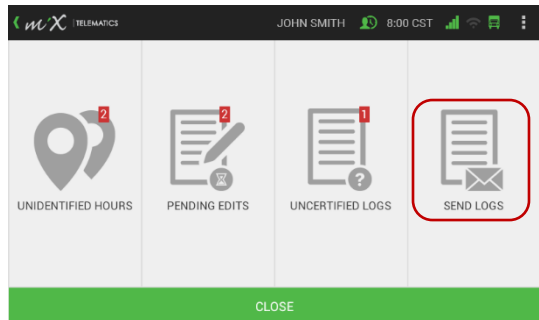 miX TELEMATICS JOHN SMITH 8:00 CST
2 2 1
?
UNIDENTIFIED HOURS PENDING EDITS UNCERTIFIED LOGS SEND LOGS
CLOSE